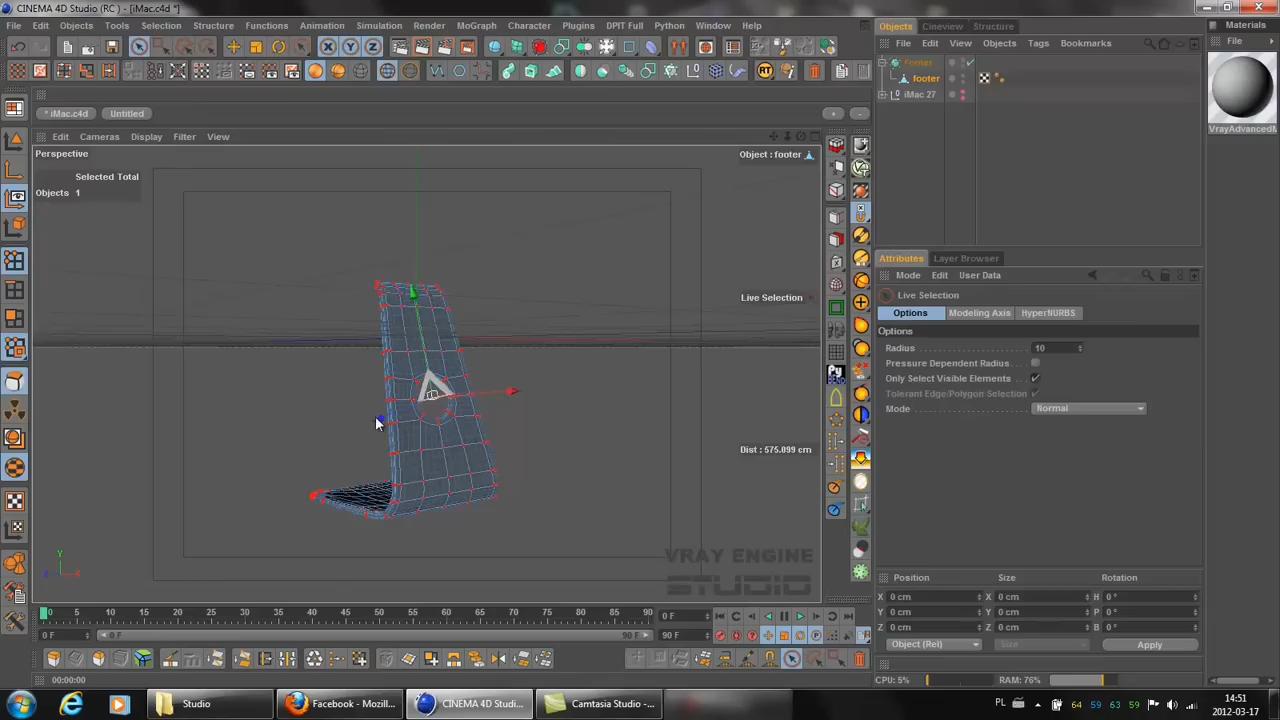 CINEMA 4D Studio (RC) - [iMac.c4d *]
File Edit Objects Tools Selection Structure Functions Animation Simulation Render MoGraph Character Plugins DPIT Full Python Window Help
* iMac.c4d Untitled
Edit Cameras Display Filter View
Perspective
Object : footer
Selected Total
Objects 1
Live Selection
Dist : 575.099 cm
VRAY ENGINE
STUDIO
Y
X
Z
Objects Cineview Structure
File Edit View Objects Tags Bookmarks
Footer
footer
iMac 27
Materials
File
VrayAdvancedM
Attributes Layer Browser
Mode Edit User Data
Live Selection
Options Modeling Axis HyperNURBS
Options
Radius 10
Pressure Dependent Radius
Only Select Visible Elements
Tolerant Edge/Polygon Selection
Mode Normal
Position Size Rotation
X 0 cm X 0 cm H 0 °
Y 0 cm Y 0 cm P 0 °
Z 0 cm Z 0 cm B 0 °
Object (Rel) Size Apply
0 5 10 15 20 25 30 35 40 45 50 55 60 65 70 75 80 85 90 0 F
0 F 0 F 90 F 90 F
00:00:00
CPU: 5% RAM: 76%
Studio
Facebook - Mozill...
CINEMA 4D Studi...
Camtasia Studio -...
PL
64 59 63 59
14:51
2012-03-17